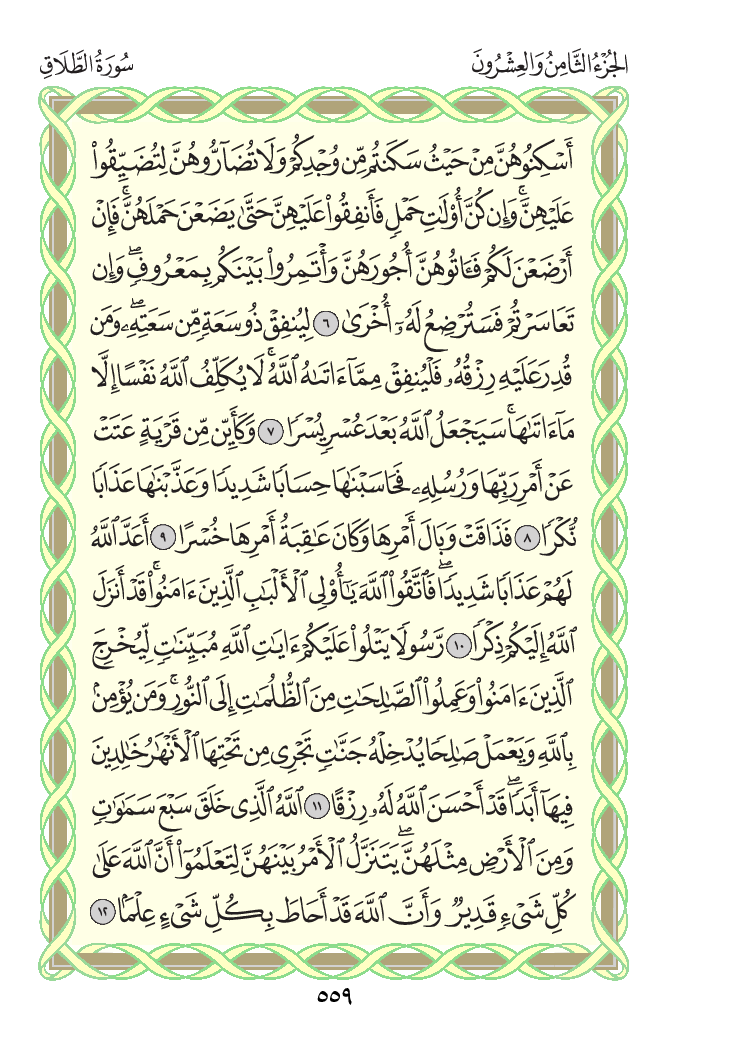 الجُزْءُ الثَّامِنُ وَالعِشْرُونَ
سُورَةُ الطَّلَاقِ
أَسْكِنُوهُنَّ مِنْ حَيْثُ سَكَنتُم مِّن وُجْدِكُمْ وَلَا تُضَآرُّوهُنَّ لِتُضَيِّقُوا۟
عَلَيْهِنَّ ۚ وَإِن كُنَّ أُو۟لَٰتِ حَمْلٍ فَأَنفِقُوا۟ عَلَيْهِنَّ حَتَّىٰ يَضَعْنَ حَمْلَهُنَّ ۚ فَإِنْ
أَرْضَعْنَ لَكُمْ فَـَٔاتُوهُنَّ أُجُورَهُنَّ وَأْتَمِرُوا۟ بَيْنَكُم بِمَعْرُوفٍ ۖ وَإِن
تَعَاسَرْتُمْ فَسَتُرْضِعُ لَهُۥٓ أُخْرَىٰ ٦ لِيُنفِقْ ذُو سَعَةٍ مِّن سَعَتِهِۦ ۖ وَمَن
قُدِرَ عَلَيْهِ رِزْقُهُۥ فَلْيُنفِقْ مِمَّآ ءَاتَىٰهُ ٱللَّهُ ۚ لَا يُكَلِّفُ ٱللَّهُ نَفْسًا إِلَّا
مَآ ءَاتَىٰهَا ۚ سَيَجْعَلُ ٱللَّهُ بَعْدَ عُسْرٍ يُسْرًا ٧ وَكَأَيِّن مِّن قَرْيَةٍ عَتَتْ
عَنْ أَمْرِ رَبِّهَا وَرُسُلِهِۦ فَحَاسَبْنَٰهَا حِسَابًا شَدِيدًا وَعَذَّبْنَٰهَا عَذَابًا
نُّكْرًا ٨ فَذَاقَتْ وَبَالَ أَمْرِهَا وَكَانَ عَٰقِبَةُ أَمْرِهَا خُسْرًا ٩ أَعَدَّ ٱللَّهُ
لَهُمْ عَذَابًا شَدِيدًا ۖ فَٱتَّقُوا۟ ٱللَّهَ يَٰٓأُو۟لِى ٱلْأَلْبَٰبِ ٱلَّذِينَ ءَامَنُوا۟ ۚ قَدْ أَنزَلَ
ٱللَّهُ إِلَيْكُمْ ذِكْرًا ١٠ رَّسُولًا يَتْلُوا۟ عَلَيْكُمْ ءَايَٰتِ ٱللَّهِ مُبَيِّنَٰتٍ لِّيُخْرِجَ
ٱلَّذِينَ ءَامَنُوا۟ وَعَمِلُوا۟ ٱلصَّٰلِحَٰتِ مِنَ ٱلظُّلُمَٰتِ إِلَى ٱلنُّورِ ۚ وَمَن يُؤْمِنۢ
بِٱللَّهِ وَيَعْمَلْ صَٰلِحًا يُدْخِلْهُ جَنَّٰتٍ تَجْرِى مِن تَحْتِهَا ٱلْأَنْهَٰرُ خَٰلِدِينَ
فِيهَآ أَبَدًا ۖ قَدْ أَحْسَنَ ٱللَّهُ لَهُۥ رِزْقًا ١١ ٱللَّهُ ٱلَّذِى خَلَقَ سَبْعَ سَمَٰوَٰتٍ
وَمِنَ ٱلْأَرْضِ مِثْلَهُنَّ ۖ يَتَنَزَّلُ ٱلْأَمْرُ بَيْنَهُنَّ لِتَعْلَمُوٓا۟ أَنَّ ٱللَّهَ عَلَىٰ
كُلِّ شَىْءٍ قَدِيرٌ وَأَنَّ ٱللَّهَ قَدْ أَحَاطَ بِكُلِّ شَىْءٍ عِلْمًۢا ١٢
٥٥٩